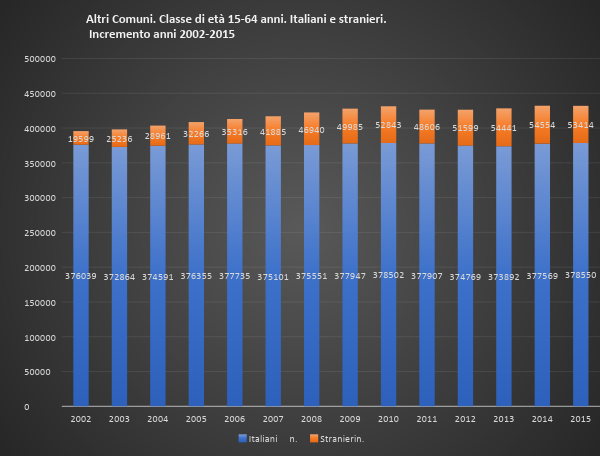 Altri Comuni. Classe di età 15-64 anni. Italiani e stranieri.
Incremento anni 2002-2015
500000
450000
400000
350000
300000
250000
200000
150000
100000
50000
0
19599 25236 28961 32266 35316 41885 46940 49985 52843 48606 51599 54441 54554 53414
376039 372864 374591 376355 377735 375101 375551 377947 378502 377907 374769 373892 377569 378550
2002 2003 2004 2005 2006 2007 2008 2009 2010 2011 2012 2013 2014 2015
Italiani n. Stranierin.